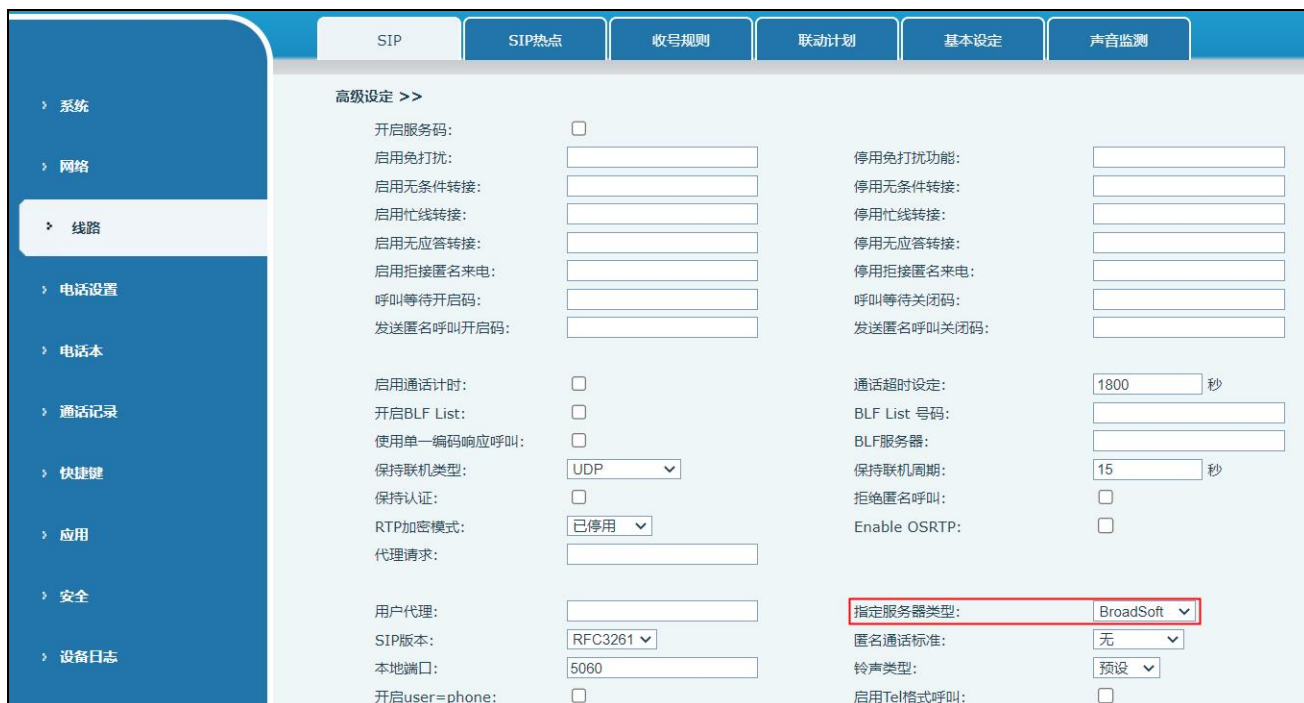 SIP SIP热点 收号规则 联动计划 基本设定 声音监测
系统
网络
线路
电话设置
电话本
通话记录
快捷键
应用
安全
设备日志
高级设定 >>
开启服务码:
启用免打扰: 停用免打扰功能:
启用无条件转接: 停用无条件转接:
启用忙线转接: 停用忙线转接:
启用无应答转接: 停用无应答转接:
启用拒接匿名来电: 停用拒接匿名来电:
呼叫等待开启码: 呼叫等待关闭码:
发送匿名呼叫开启码: 发送匿名呼叫关闭码:
启用通话计时: 通话超时设定: 1800 秒
开启BLF List: BLF List 号码:
使用单一编码响应呼叫: BLF服务器:
保持联机类型: UDP 保持联机周期: 15 秒
保持认证: 拒绝匿名呼叫:
RTP加密模式: 已停用 Enable OSRTP:
代理请求:
用户代理: 指定服务器类型: BroadSoft
SIP版本: RFC3261 匿名通话标准: 无
本地端口: 5060 铃声类型: 预设
开启user=phone: 启用Tel格式呼叫: